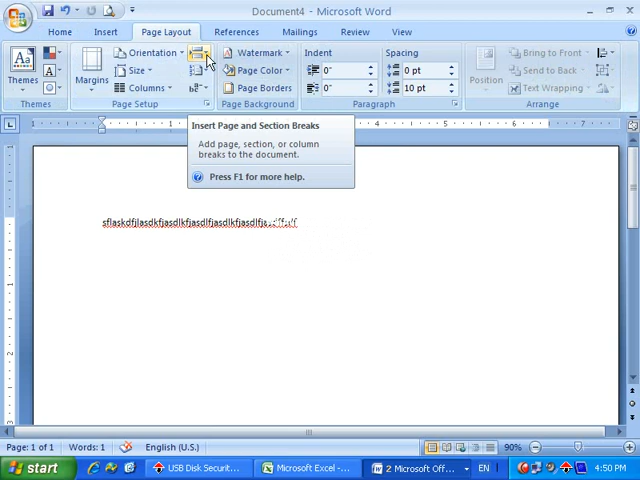 Document4 - Microsoft Word
Home Insert Page Layout References Mailings Review View
Themes
Themes
Margins
Orientation
Size
Columns
Page Setup
Watermark
Page Color
Page Borders
Page Background
Indent
0"
0"
Spacing
0 pt
10 pt
Paragraph
Position
Bring to Front
Send to Back
Text Wrapping
Arrange
Insert Page and Section Breaks
Add page, section, or column
breaks to the document.
Press F1 for more help.
Page: 1 of 1 Words: 1 English (U.S.) 90%
start USB Disk Securit... Microsoft Excel -... 2 Microsoft Off... EN 4:50 PM